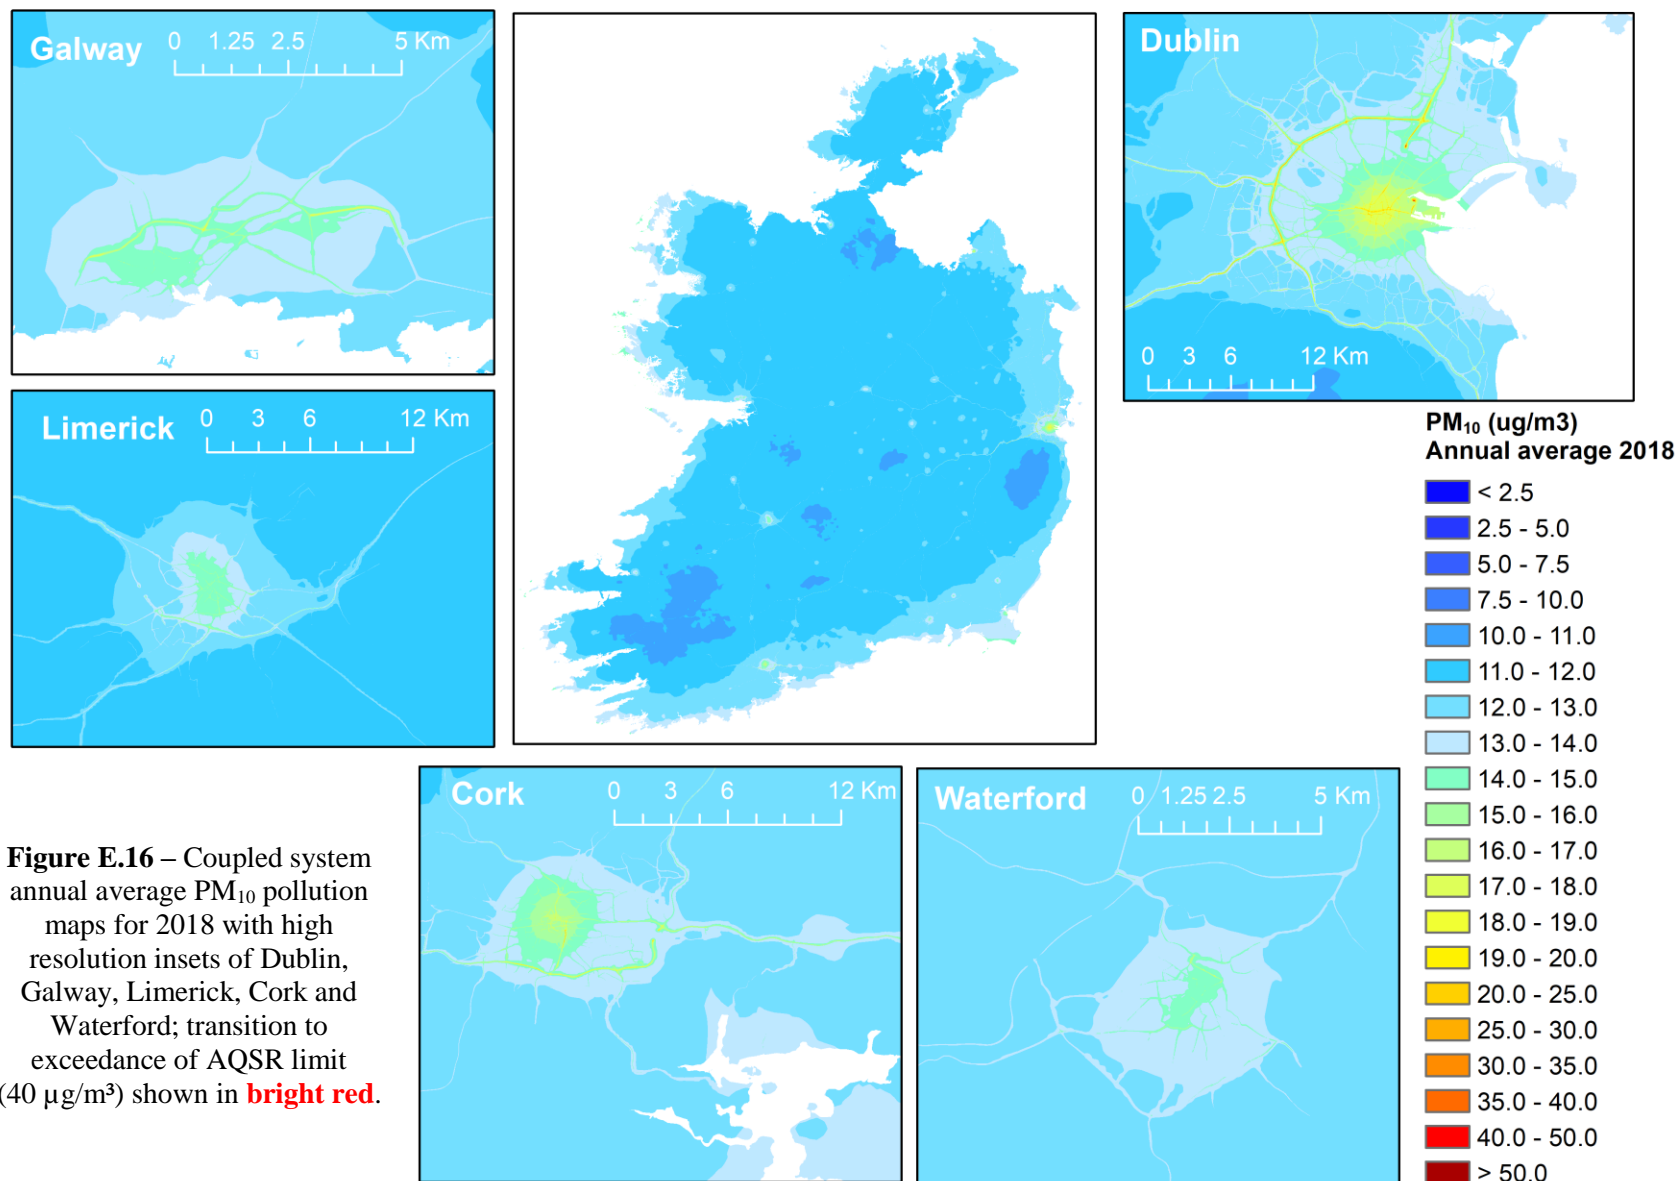 Galway
0 1.25 2.5 5 Km
Dublin
0 3 6 12 Km
Limerick
0 3 6 12 Km
PM₁₀ (ug/m3)
Annual average 2018
< 2.5
2.5 - 5.0
5.0 - 7.5
7.5 - 10.0
10.0 - 11.0
11.0 - 12.0
12.0 - 13.0
13.0 - 14.0
14.0 - 15.0
15.0 - 16.0
16.0 - 17.0
17.0 - 18.0
18.0 - 19.0
19.0 - 20.0
20.0 - 25.0
25.0 - 30.0
30.0 - 35.0
35.0 - 40.0
40.0 - 50.0
> 50.0
Cork
0 3 6 12 Km
Waterford
0 1.25 2.5 5 Km
Figure E.16 – Coupled system
annual average PM₁₀ pollution
maps for 2018 with high
resolution insets of Dublin,
Galway, Limerick, Cork and
Waterford; transition to
exceedance of AQSR limit
(40 µg/m³) shown in bright red.